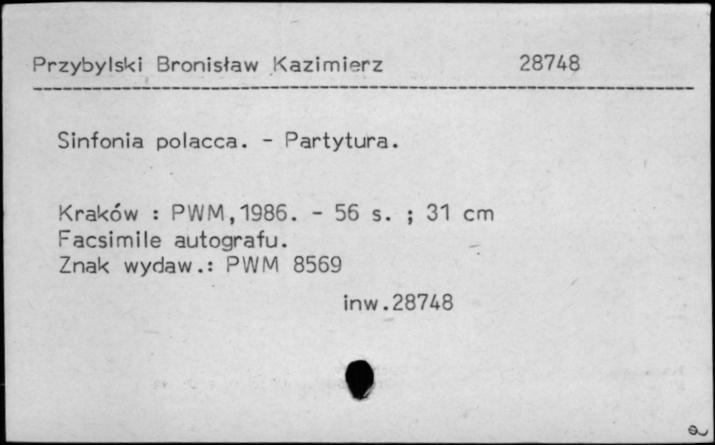 Przybylski Bronisław Kazimierz 28748
Sinfonia polacca. - Partytura.
Kraków : PWM,1986. - 56 s. ; 31 cm
Facsimile autografu.
Znak wydaw.: PWM 8569
inw.28748